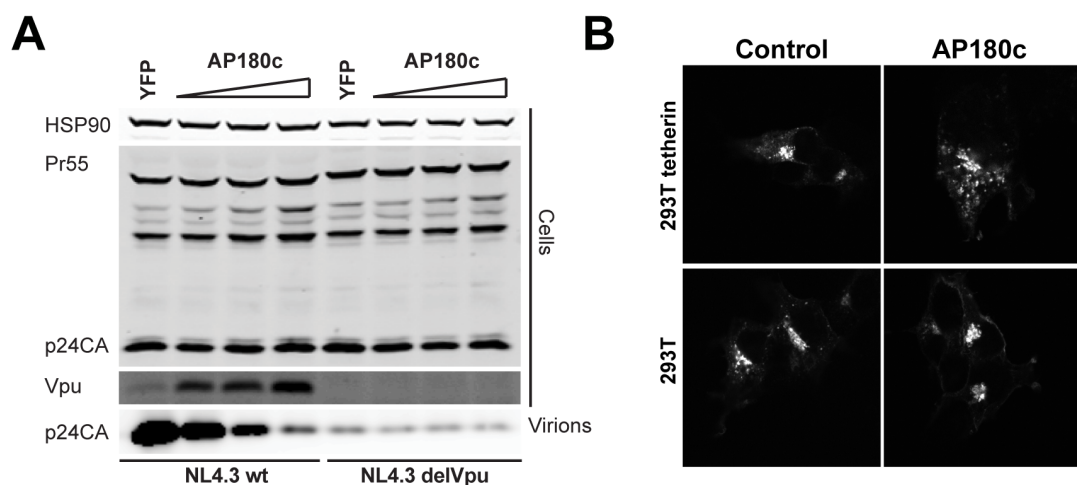 A
YFP
AP180c
YFP
AP180c
HSP90
Pr55
p24CA
Vpu
p24CA
Cells
Virions
NL4.3 wt
NL4.3 delVpu
B
Control
AP180c
293T tetherin
293T